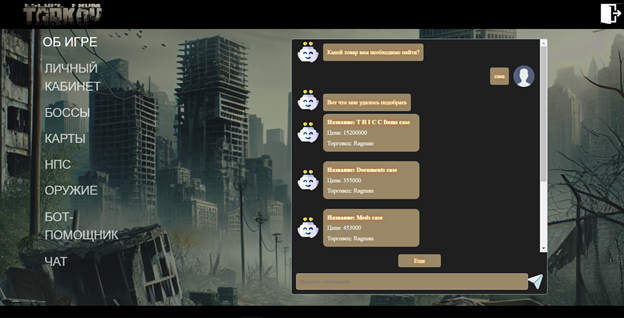 TARKOV
ОБ ИГРЕ
ЛИЧНЫЙ
КАБИНЕТ
БОССЫ
КАРТЫ
НПС
ОРУЖИЕ
БОТ-
ПОМОЩНИК
ЧАТ
Какой товар вам необходимо найти?
case
Вот что мне удалось подобрать
Название: T H I C C Items case
Цена: 15200000
Торговец: Ragman
Название: Documents case
Цена: 355000
Торговец: Ragman
Название: Meds case
Цена: 453000
Торговец: Ragman
Еще